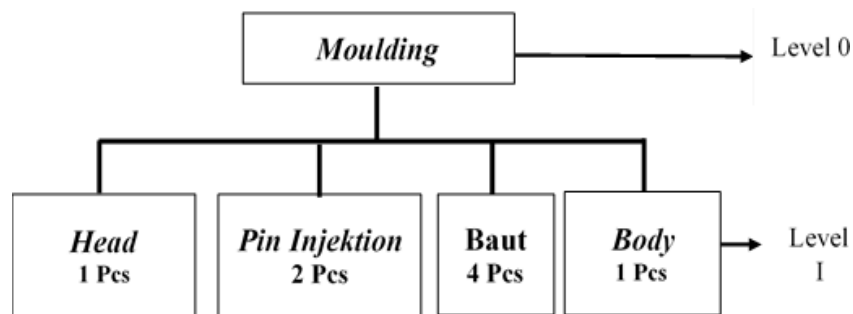 Moulding
Level 0
Head
1 Pcs
Pin Injektion
2 Pcs
Baut
4 Pcs
Body
1 Pcs
Level
I